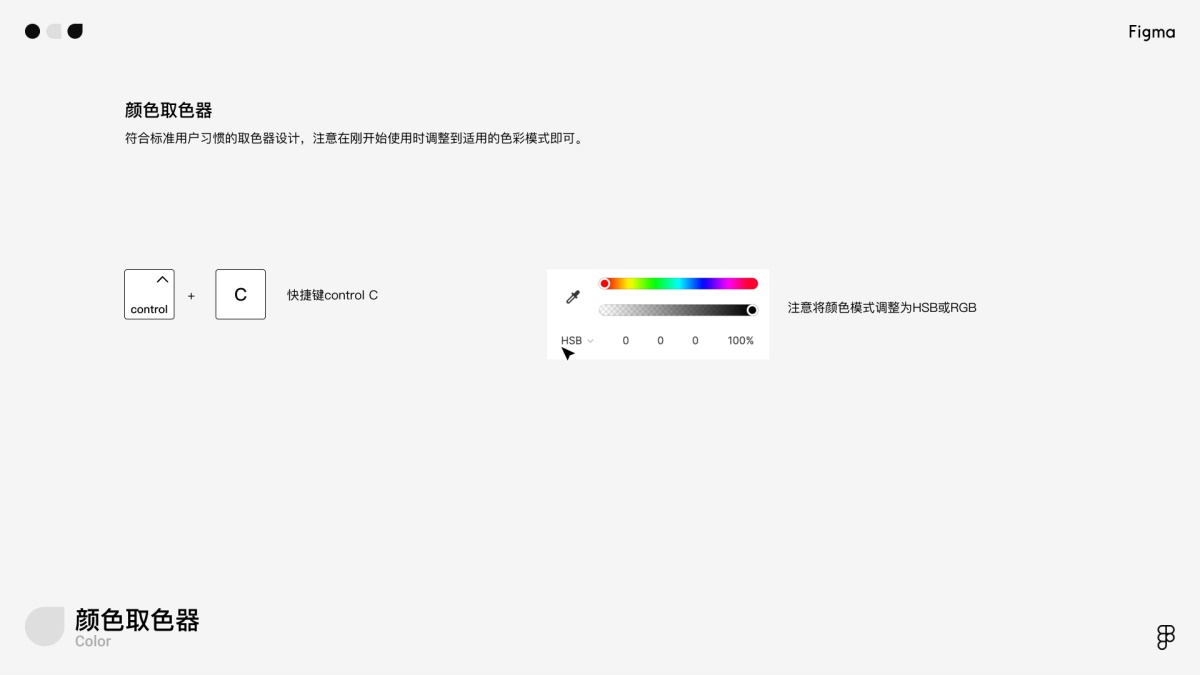 Figma
颜色取色器
符合标准用户习惯的取色器设计，注意在刚开始使用时调整到适用的色彩模式即可。
control + C 快捷键control C
注意将颜色模式调整为HSB或RGB
HSB 0 0 0 100%
颜色取色器
Color